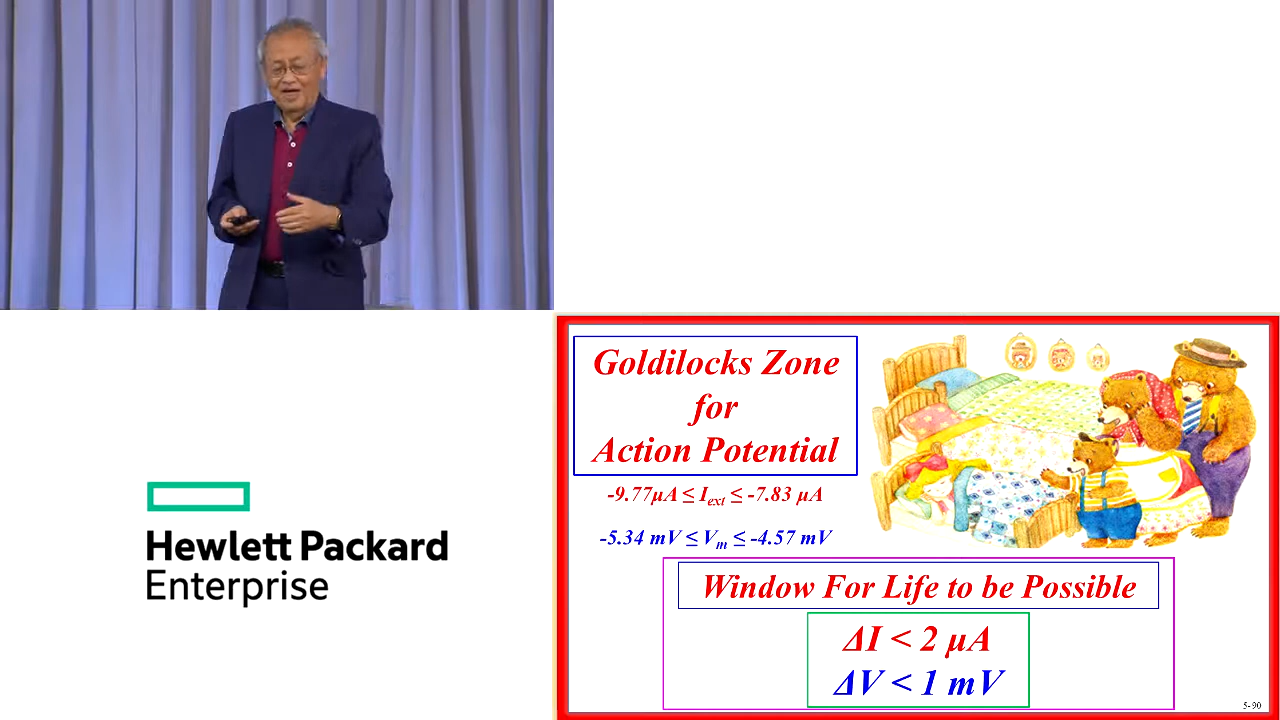 Hewlett Packard
Enterprise
Goldilocks Zone
for
Action Potential
-9.77μA ≤ Iext ≤ -7.83 μA
-5.34 mV ≤ Vm ≤ -4.57 mV
Window For Life to be Possible
ΔI < 2 μA
ΔV < 1 mV
5-90